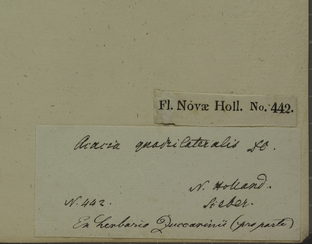 Fl. Novæ Holl. No. 442.
Acacia quadrilateralis DC.
N. Holland.
N. 442. Sieber.
Ex herbario Zuccarinii (pro parte)